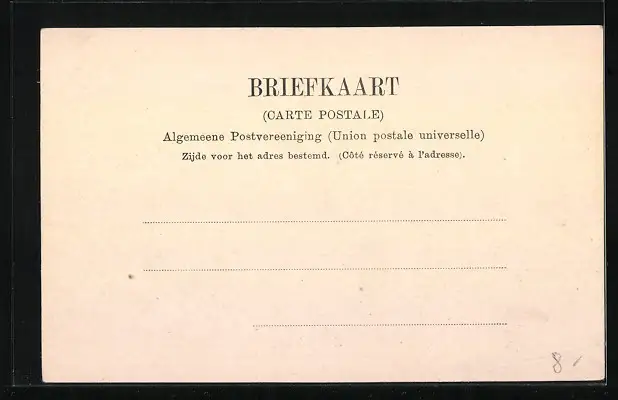 BRIEFKAART
(CARTE POSTALE)
Algemeene Postvereeniging (Union postale universelle)
Zijde voor het adres bestemd. (Côté réservé à l'adresse).
8